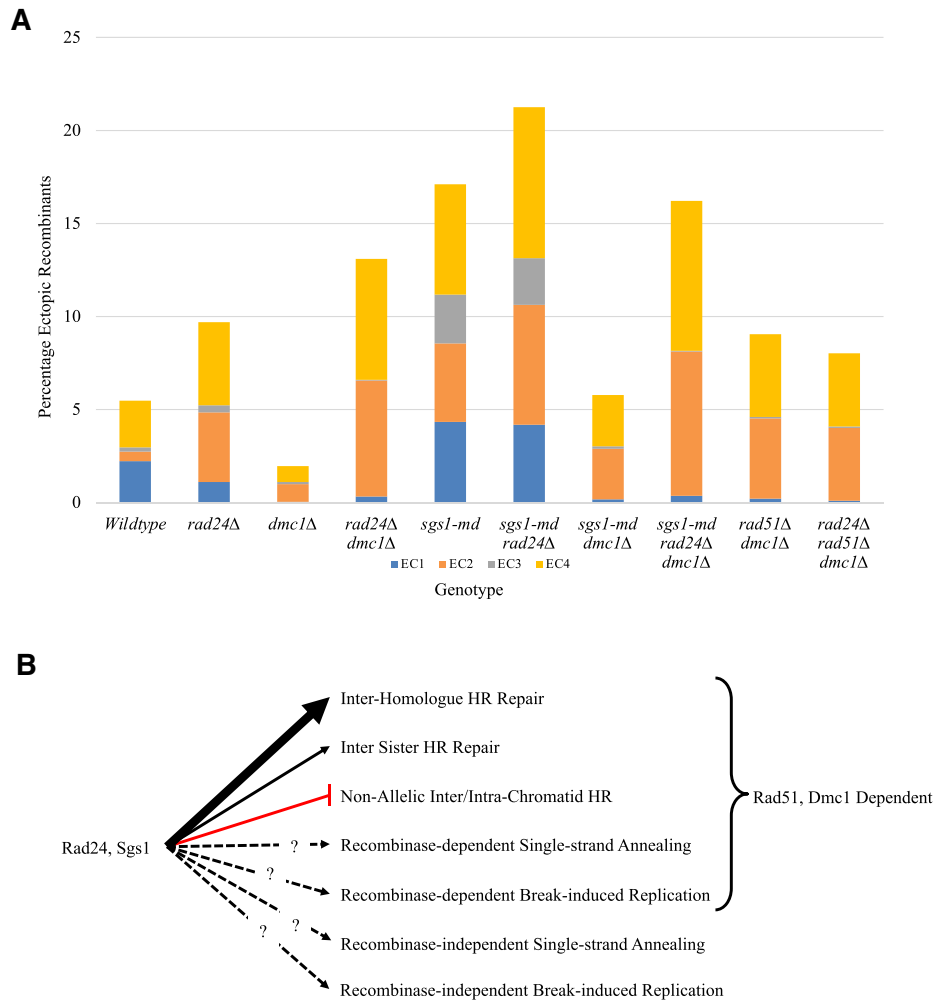 A
25
20
15
10
5
0
Percentage Ectopic Recombinants
Wildtype rad24Δ dmc1Δ rad24Δ sgs1-md sgs1-md sgs1-md sgs1-md rad51Δ rad24Δ
dmc1Δ rad24Δ dmc1Δ rad24Δ dmc1Δ rad51Δ
dmc1Δ dmc1Δ
EC1 EC2 EC3 EC4
Genotype
B
Inter-Homologue HR Repair
Inter Sister HR Repair
Non-Allelic Inter/Intra-Chromatid HR
Rad51, Dmc1 Dependent
Rad24, Sgs1
? Recombinase-dependent Single-strand Annealing
? Recombinase-dependent Break-induced Replication
? Recombinase-independent Single-strand Annealing
? Recombinase-independent Break-induced Replication